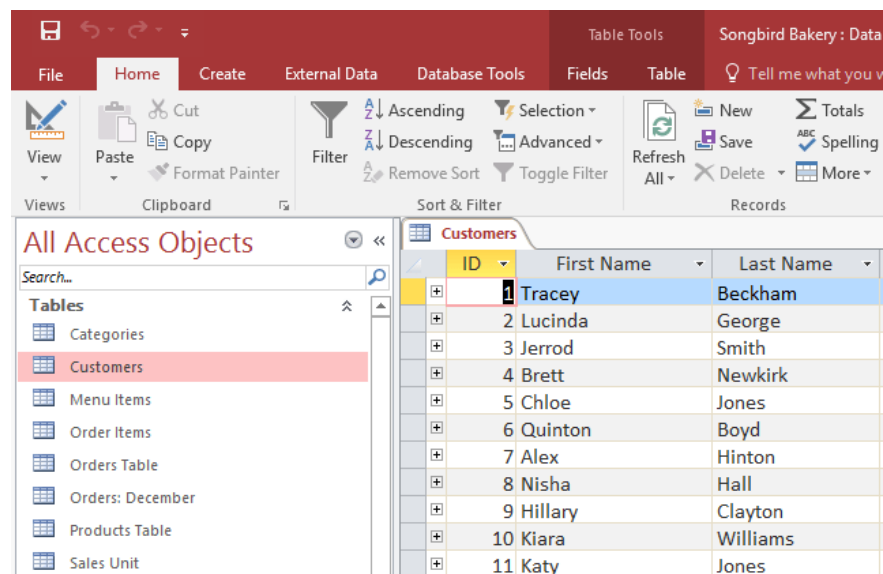 Table Tools Songbird Bakery : Data
File Home Create External Data Database Tools Fields Table Tell me what you w
View
Paste
Cut
Copy
Format Painter
Filter
Ascending
Descending
Remove Sort
Selection
Advanced
Toggle Filter
Refresh
All
New
Save
Delete
Totals
Spelling
More
Views Clipboard Sort & Filter Records
All Access Objects
Search...
Tables
Categories
Customers
Menu Items
Order Items
Orders Table
Orders: December
Products Table
Sales Unit
Customers
ID First Name Last Name
1 Tracey Beckham
2 Lucinda George
3 Jerrod Smith
4 Brett Newkirk
5 Chloe Jones
6 Quinton Boyd
7 Alex Hinton
8 Nisha Hall
9 Hillary Clayton
10 Kiara Williams
11 Katy Jones